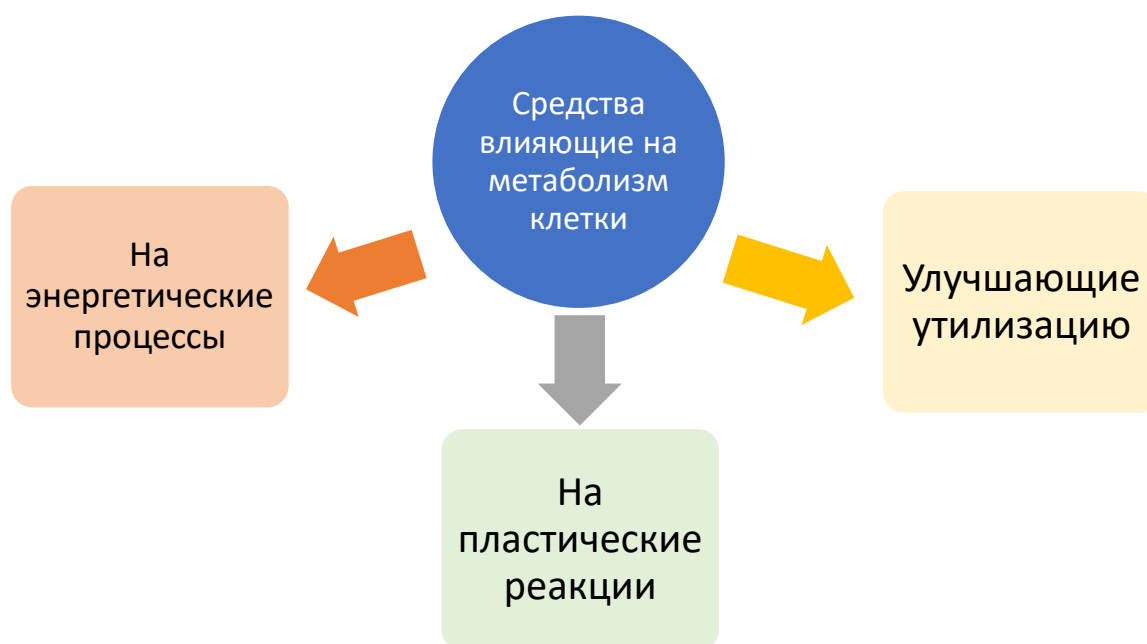 Средства
влияющие на
метаболизм
клетки
На
энергетические
процессы
Улучшающие
утилизацию
На
пластические
реакции